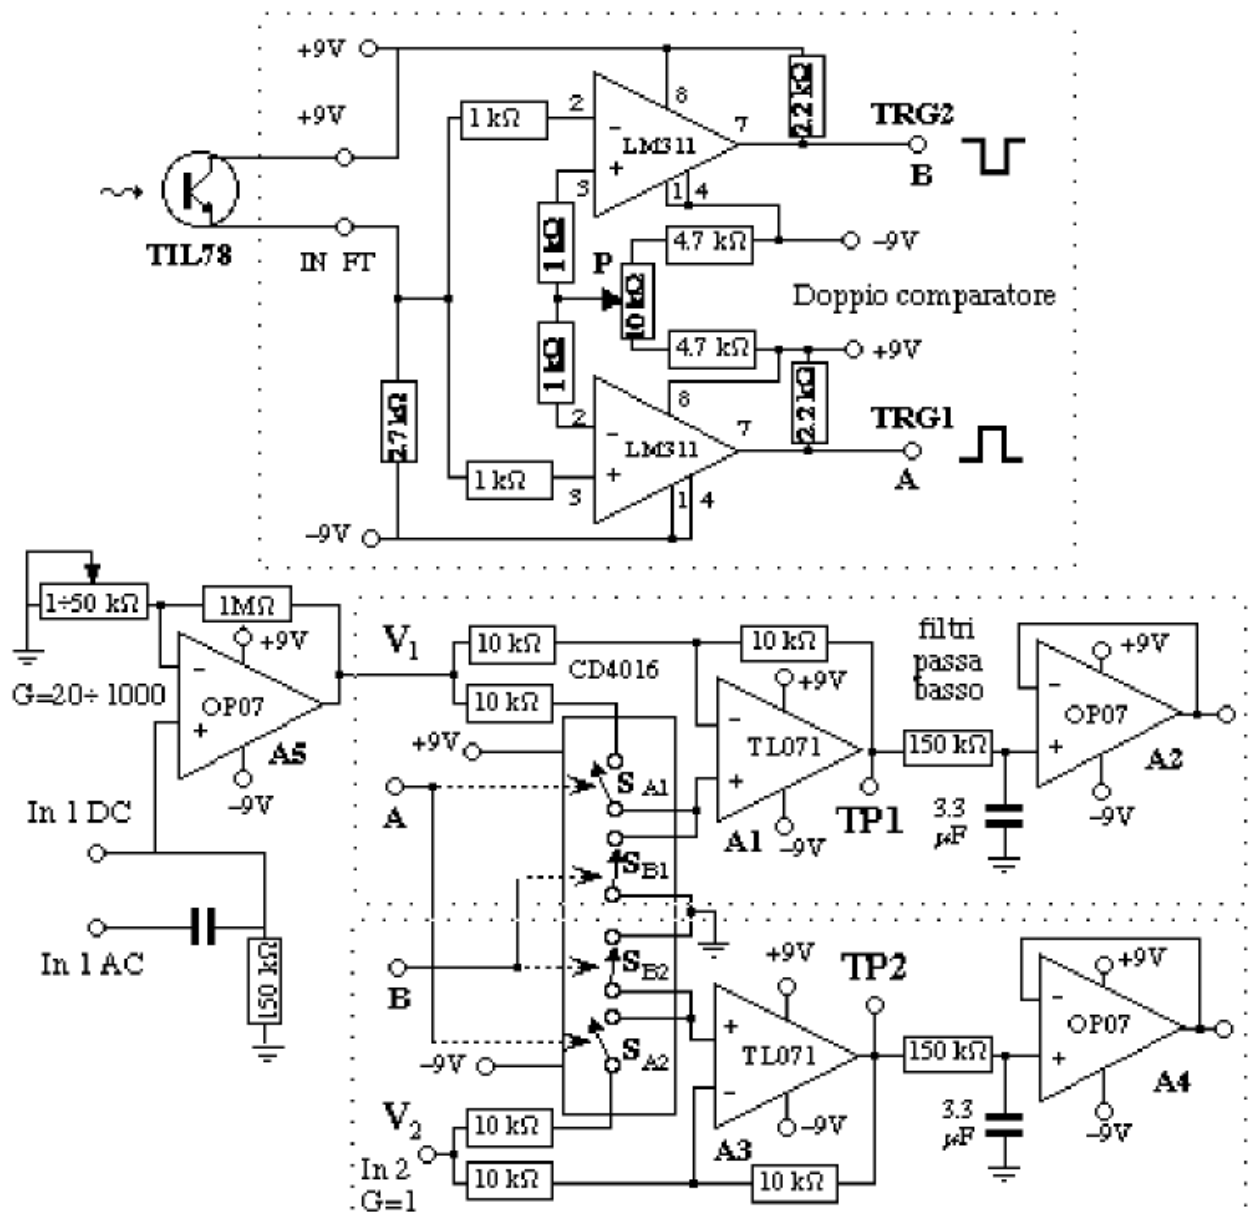 +9V
+9V
TIL78
IN FT
1 kΩ
2
3
8
LM311
7
1 4
2.2 kΩ
TRG2
B
1 kΩ
P
10 kΩ
4.7 kΩ
–9V
Doppio comparatore
4.7 kΩ
+9V
1 kΩ
2.7 kΩ
2
8
7
LM311
3
1 4
2.2 kΩ
TRG1
A
1 kΩ
–9V
1÷50 kΩ
1MΩ
+9V
G=20÷1000
OP07
A5
–9V
In 1 DC
In 1 AC
150 kΩ
V1
10 kΩ
10 kΩ
10 kΩ
CD4016
+9V
A
S A1
S B1
S B2
S A2
B
–9V
+9V
TL071
A1
–9V
TP1
filtri
passa
basso
150 kΩ
3.3
μF
+9V
OP07
A2
–9V
V2
In 2
G=1
10 kΩ
10 kΩ
+9V
TL071
A3
–9V
10 kΩ
TP2
150 kΩ
3.3
μF
+9V
OP07
A4
–9V